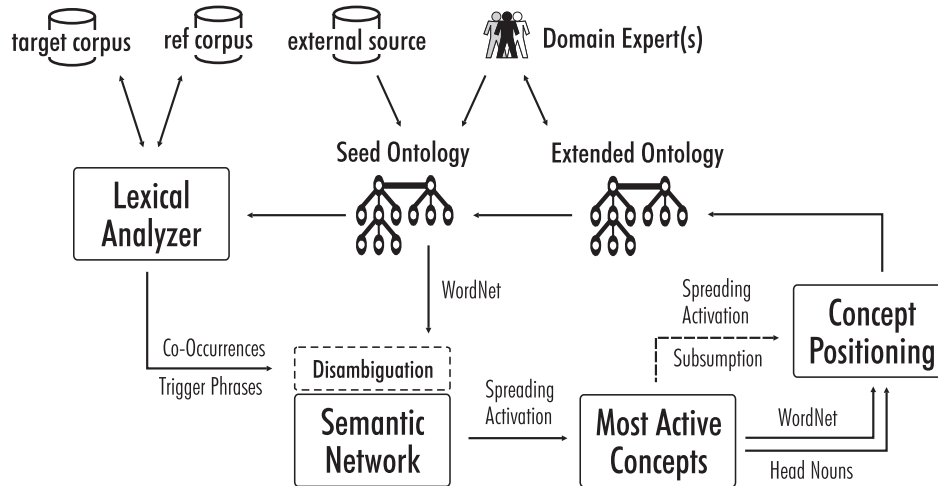 target corpus
ref corpus
external source
Domain Expert(s)
Seed Ontology
Extended Ontology
Lexical
Analyzer
WordNet
Spreading
Activation
Subsumption
Concept
Positioning
Co-Occurrences
Trigger Phrases
Disambiguation
Semantic
Network
Spreading
Activation
Most Active
Concepts
WordNet
Head Nouns